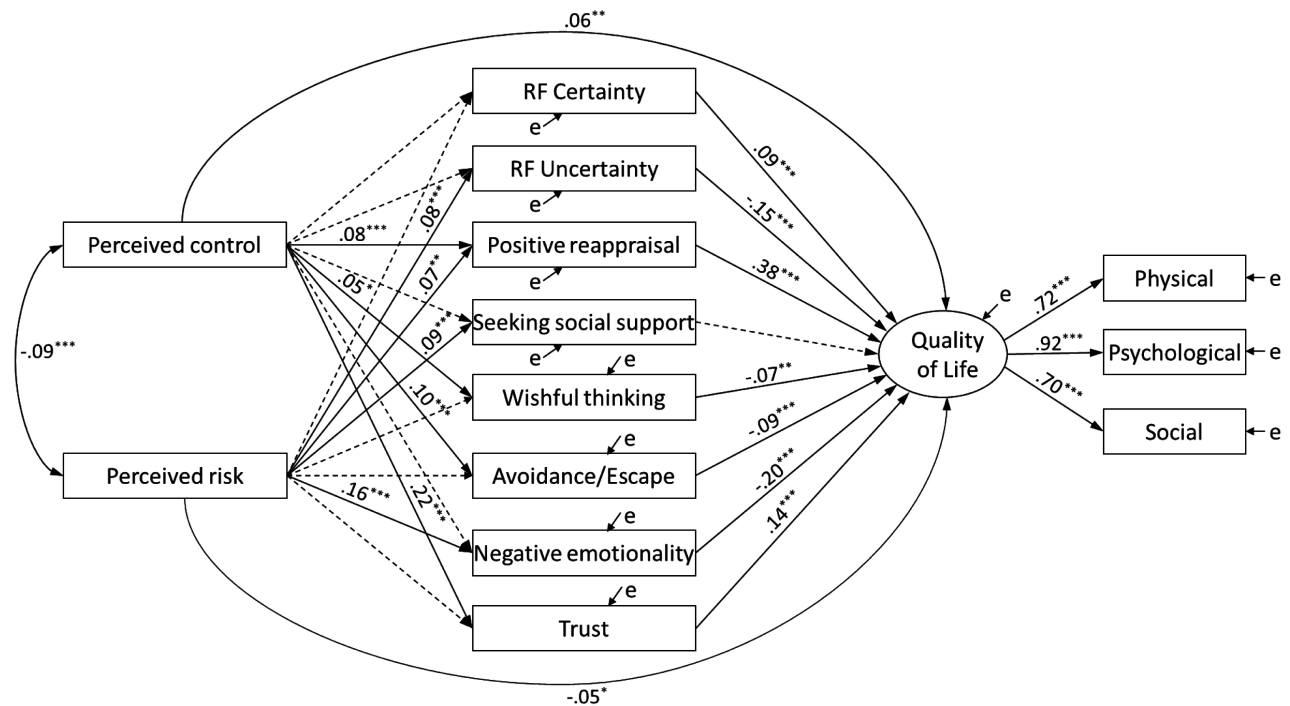 .06**
RF Certainty
e
RF Uncertainty
e
Perceived control
Positive reappraisal
e
Seeking social support
e
e
Wishful thinking
e
Avoidance/Escape
e
Negative emotionality
e
Trust
Perceived risk
-.09***
.08***
.08***
.07**
.05*
.09***
.10***
.16***
.22***
.09***
-.15***
.38***
-.07**
-.09***
-.20***
.14***
e
Quality
of Life
.72***
.92***
.70***
Physical
e
Psychological
e
Social
e
-.05*